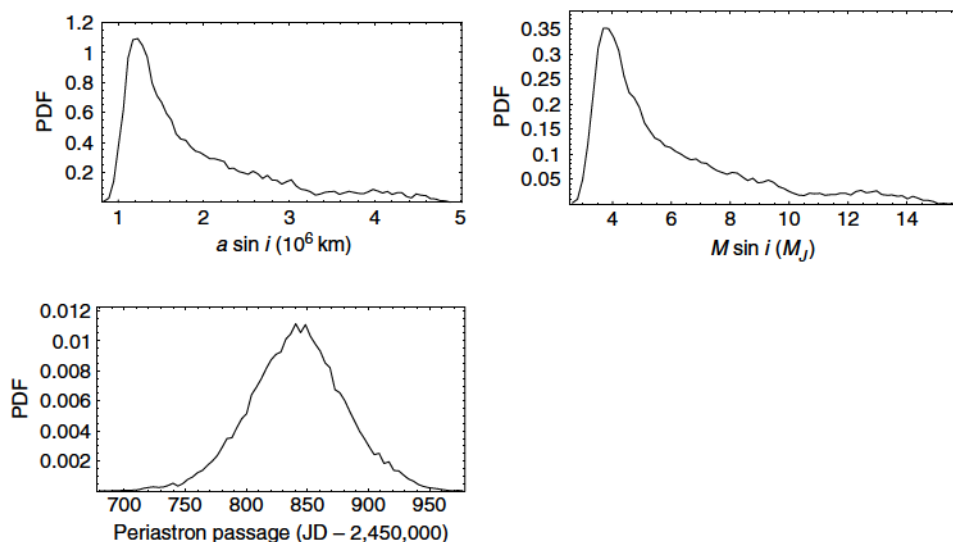 1.2
1
0.8
0.6
0.4
0.2
PDF
1 2 3 4 5
a sin i (10⁶ km)
0.35
0.3
0.25
0.2
0.15
0.1
0.05
PDF
4 6 8 10 12 14
M sin i (M_J)
0.012
0.01
0.008
0.006
0.004
0.002
PDF
700 750 800 850 900 950
Periastron passage (JD – 2,450,000)